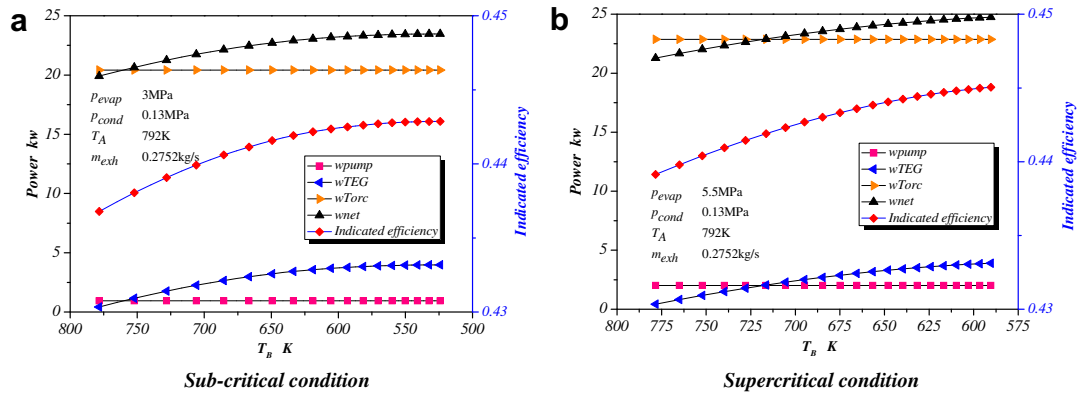 a
Power kw
25
20
15
10
5
0
0.45
0.44
0.43
Indicated efficiency
p_evap 3MPa
p_cond 0.13MPa
T_A 792K
m_exh 0.2752kg/s
wpump
wTEG
wTorc
wnet
Indicated efficiency
800 750 700 650 600 550 500
T_B K
Sub-critical condition
b
Power kw
25
20
15
10
5
0
0.45
0.44
0.43
Indicated efficiency
wpump
wTEG
wTorc
wnet
Indicated efficiency
p_evap 5.5MPa
p_cond 0.13MPa
T_A 792K
m_exh 0.2752kg/s
800 775 750 725 700 675 650 625 600 575
T_B K
Supercritical condition